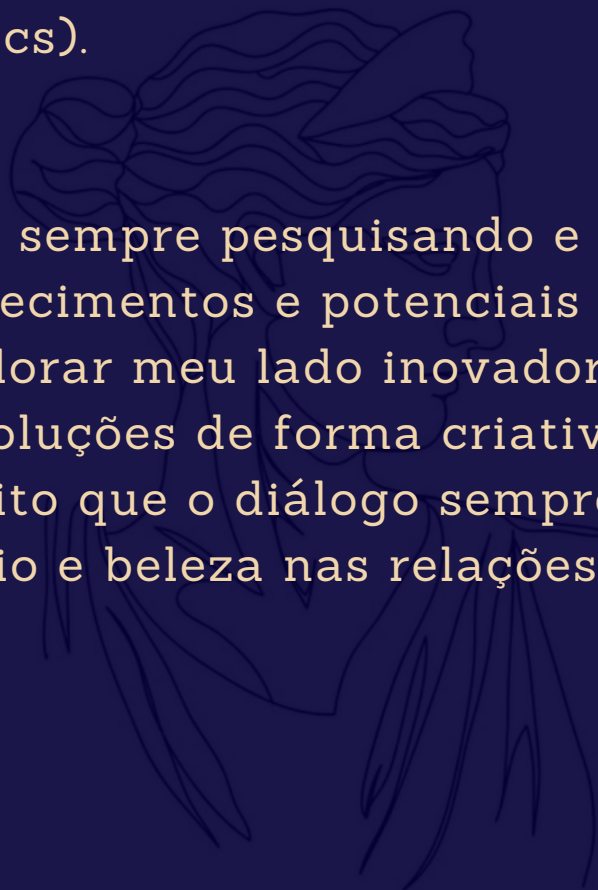 cs).
sempre pesquisando e
ecimentos e potenciais
lorar meu lado inovador
oluções de forma criativ
ito que o diálogo sempre
io e beleza nas relações